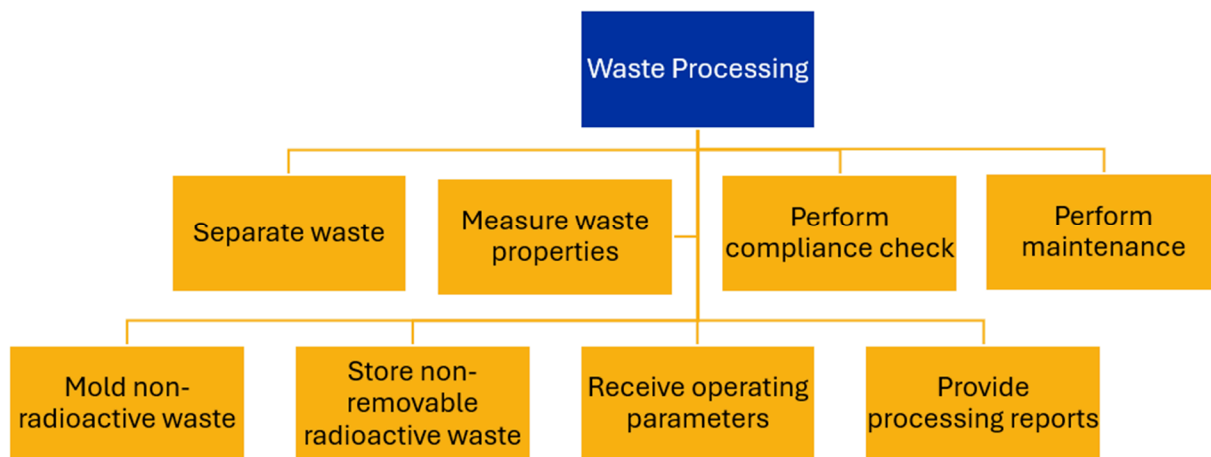 Waste Processing
Separate waste
Measure waste
properties
Perform
compliance check
Perform
maintenance
Mold non-
radioactive waste
Store non-
removable
radioactive waste
Receive operating
parameters
Provide
processing reports